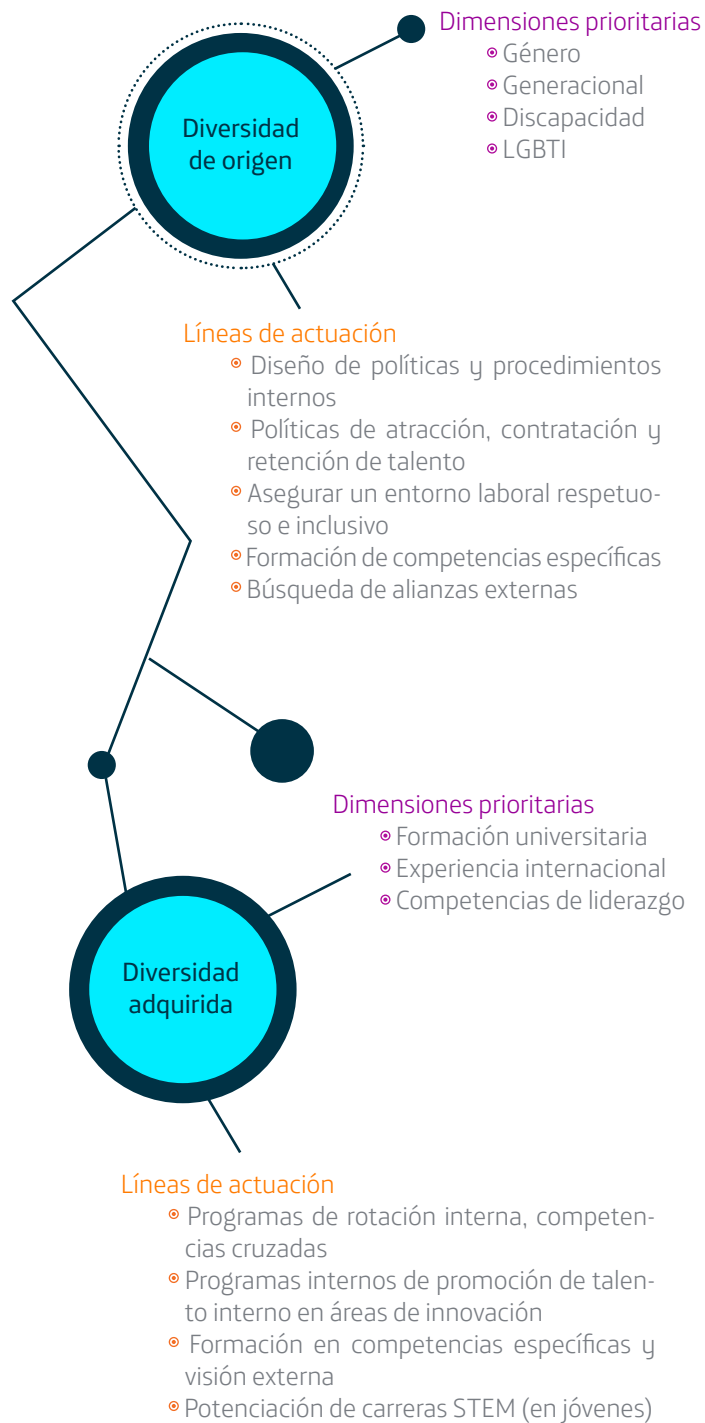 Dimensiones prioritarias
Género
Generacional
Discapacidad
LGBTI
Diversidad
de origen
Líneas de actuación
Diseño de políticas y procedimientos
internos
Políticas de atracción, contratación y
retención de talento
Asegurar un entorno laboral respetuo-
so e inclusivo
Formación de competencias específicas
Búsqueda de alianzas externas
Dimensiones prioritarias
Formación universitaria
Experiencia internacional
Competencias de liderazgo
Diversidad
adquirida
Líneas de actuación
Programas de rotación interna, competen-
cias cruzadas
Programas internos de promoción de talen-
to interno en áreas de innovación
Formación en competencias específicas y
visión externa
Potenciación de carreras STEM (en jóvenes)